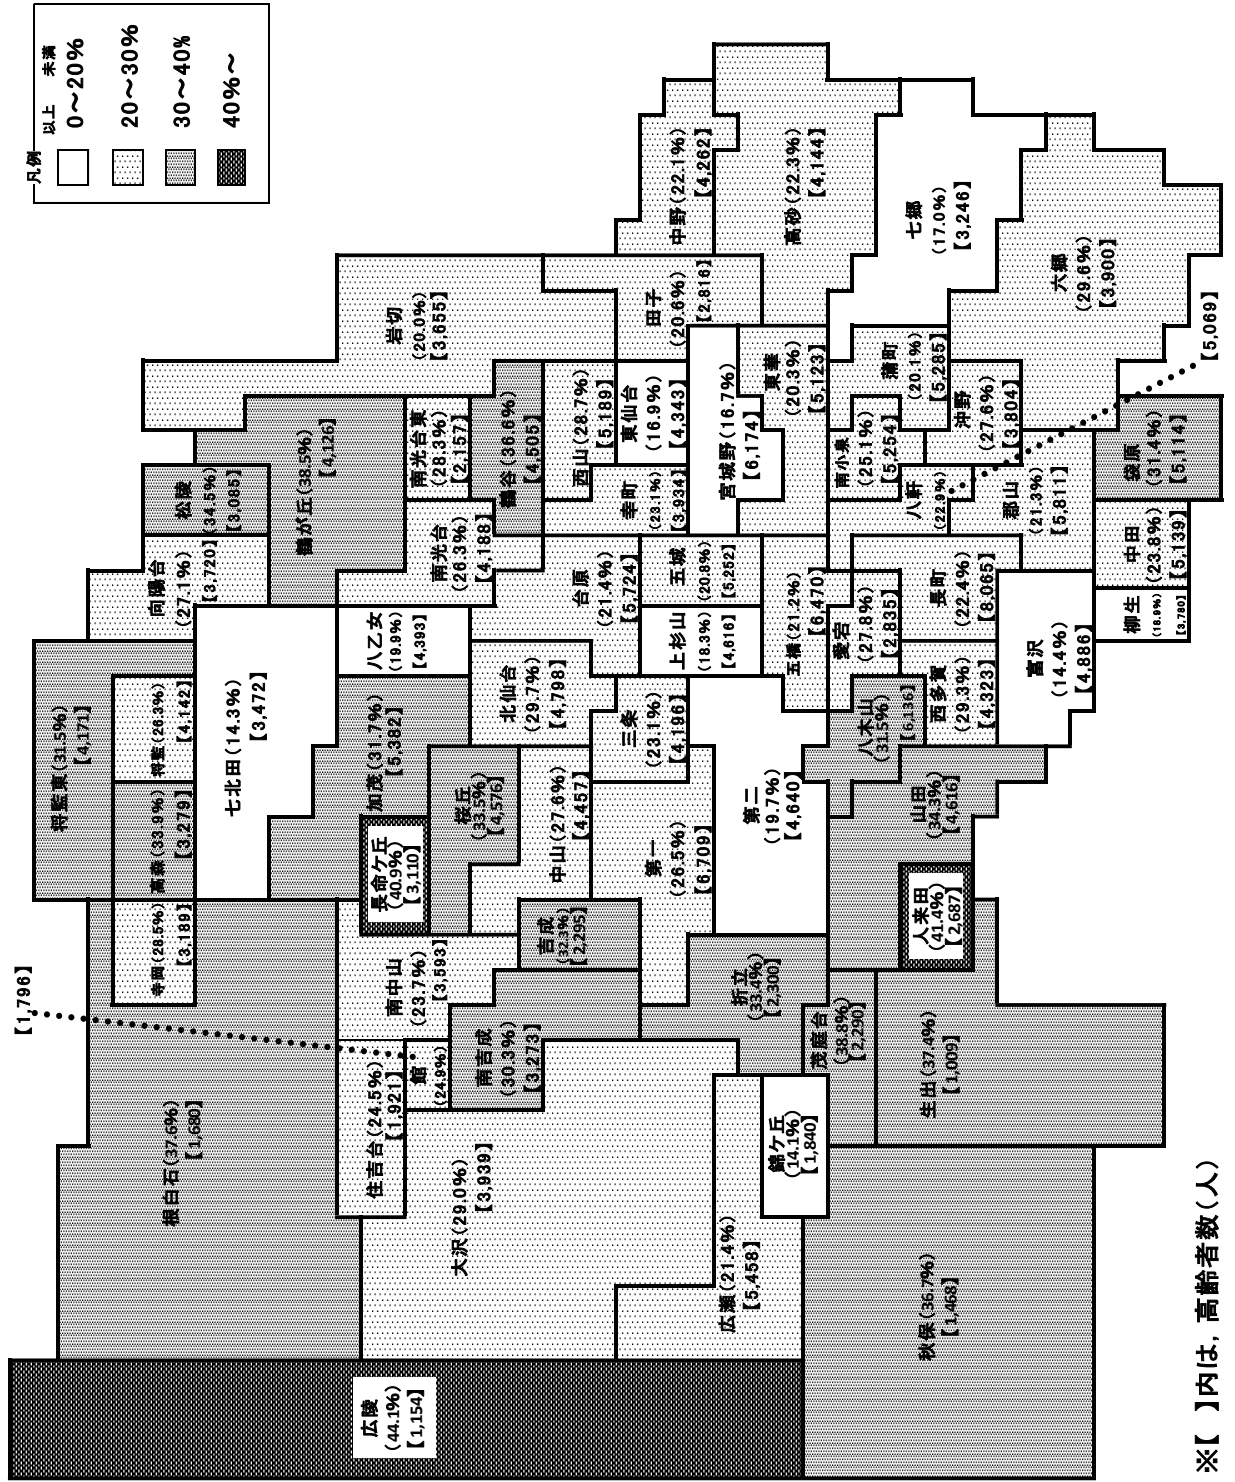 凡例
以上 未満
0～20%
20～30%
30～40%
40%～
中野(22.1%)
【4,262】
高砂(22.3%)
【4,144】
七郷
(17.0%)
【3,246】
六郷
(29.6%)
【3,900】
【5,069】
岩切
(20.0%)
【3,655】
田子
(20.6%)
【2,816】
鶴が丘(38.5%)
【4,126】
松陵
(34.5%)
【3,085】
向陽台
(27.1%)
【3,720】
南光台東
(28.3%)
【2,157】
鶴谷(36.6%)
【4,505】
西山(28.7%)
【5,189】
東仙台
(16.9%)
【4,343】
幸町
(23.1%)
【3,934】
宮城野(16.7%)
【6,174】
東華
(20.3%)
【5,123】
蒲町
(20.1%)
【5,285】
南小泉
(25.1%)
【5,254】
沖野
(27.6%)
【3,804】
八軒
(22.9%)
郡山
(21.3%)
【5,811】
袋原
(31.4%)
【5,114】
中田
(23.8%)
【5,139】
柳生
(18.9%)
【3,780】
南光台
(26.3%)
【4,188】
台原
(21.4%)
【5,724】
五城
(20.8%)
【5,252】
上杉山
(18.3%)
【4,616】
五橋(21.2%)
【6,470】
愛宕
(27.8%)
【2,835】
長町
(22.4%)
【8,065】
西多賀
(29.3%)
【4,323】
富沢
(14.4%)
【4,886】
八乙女
(19.9%)
【4,393】
北仙台
(29.7%)
【4,798】
三条
(23.1%)
【4,196】
八木山
(31.5%)
【6,136】
山田
(34.3%)
【4,616】
将監東(31.5%)
【4,171】
将監(26.3%)
【4,142】
高森(33.9%)
【3,279】
寺岡(28.5%)
【3,189】
七北田(14.3%)
【3,472】
加茂(31.7%)
【5,382】
長命ケ丘
(40.9%)
【3,110】
桜丘
(33.5%)
【4,576】
中山(27.6%)
【4,457】
第一
(26.5%)
【6,709】
第二
(19.7%)
【4,640】
人来田
(41.4%)
【2,687】
吉成
(32.3%)
【2,295】
折立
(33.4%)
【2,300】
南中山
(23.7%)
【3,593】
【1,796】
館
(24.9%)
南吉成
(30.3%)
【3,273】
茂庭台
(38.8%)
【2,290】
生出(37.4%)
【1,009】
根白石(37.6%)
【1,680】
住吉台(24.5%)
【1,921】
大沢(29.0%)
【3,939】
錦ケ丘
(14.1%)
【1,840】
広瀬(21.4%)
【5,458】
秋保(36.7%)
【1,468】
広陵
(44.1%)
【1,154】
※【 】内は，高齢者数(人)